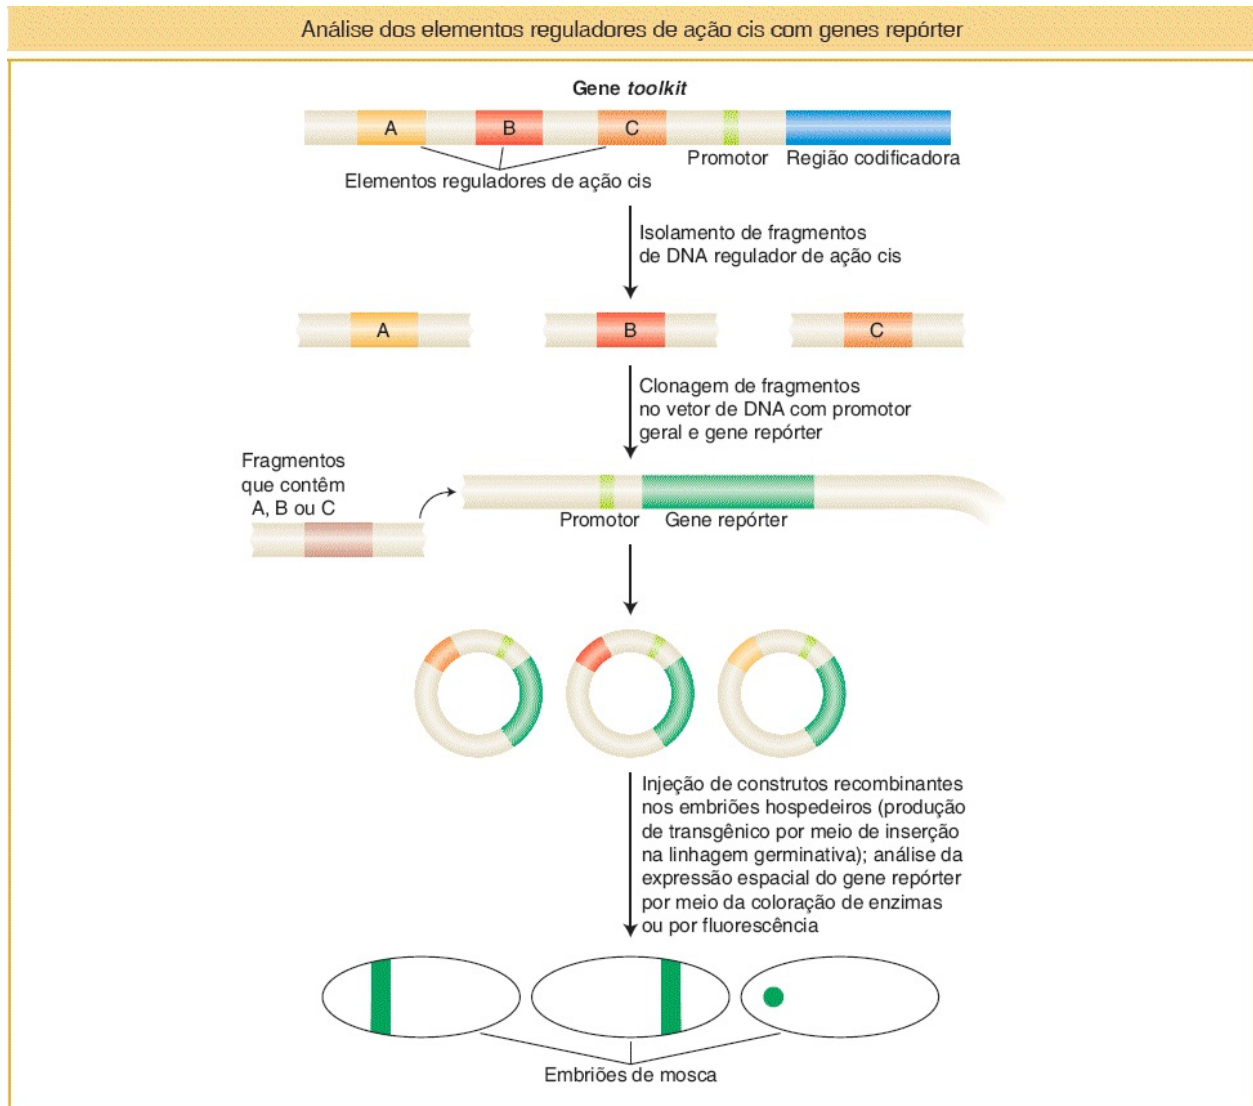 Análise dos elementos reguladores de ação cis com genes repórter
Gene toolkit
A
B
C
Promotor
Região codificadora
Elementos reguladores de ação cis
Isolamento de fragmentos
de DNA regulador de ação cis
A
B
C
Clonagem de fragmentos
no vetor de DNA com promotor
geral e gene repórter
Fragmentos
que contêm
A, B ou C
Promotor
Gene repórter
Injeção de construtos recombinantes
nos embriões hospedeiros (produção
de transgênico por meio de inserção
na linhagem germinativa); análise da
expressão espacial do gene repórter
por meio da coloração de enzimas
ou por fluorescência
Embriões de mosca